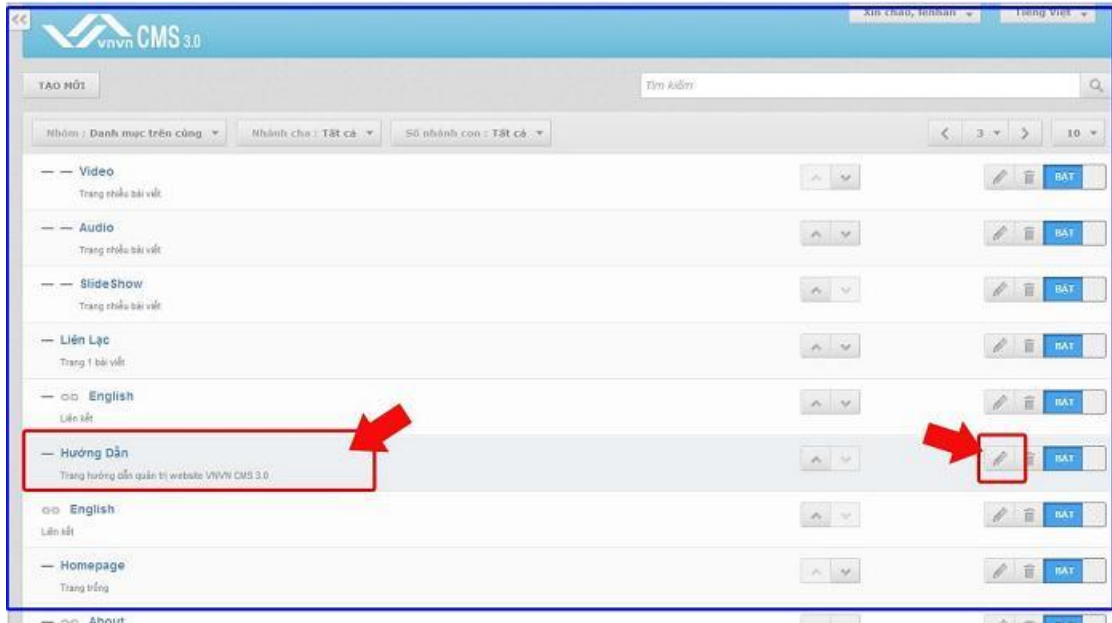 vnvn CMS 3.0
Xin chào, tenban
Tiếng Việt
TẠO MỚI
Tìm kiếm
Nhóm : Danh mục trên cùng
Nhánh cha : Tất cả
Số nhánh con : Tất cả
3
10
— — Video
BẬT
Trang nhiều bài viết
— — Audio
BẬT
Trang nhiều bài viết
— — SlideShow
BẬT
Trang nhiều bài viết
— Liên Lạc
BẬT
Trang 1 bài viết
— English
BẬT
Liên kết
— Hướng Dẫn
BẬT
Trang hướng dẫn quản trị website VNVN CMS 3.0
English
BẬT
Liên kết
— Homepage
BẬT
Trang trống
— About